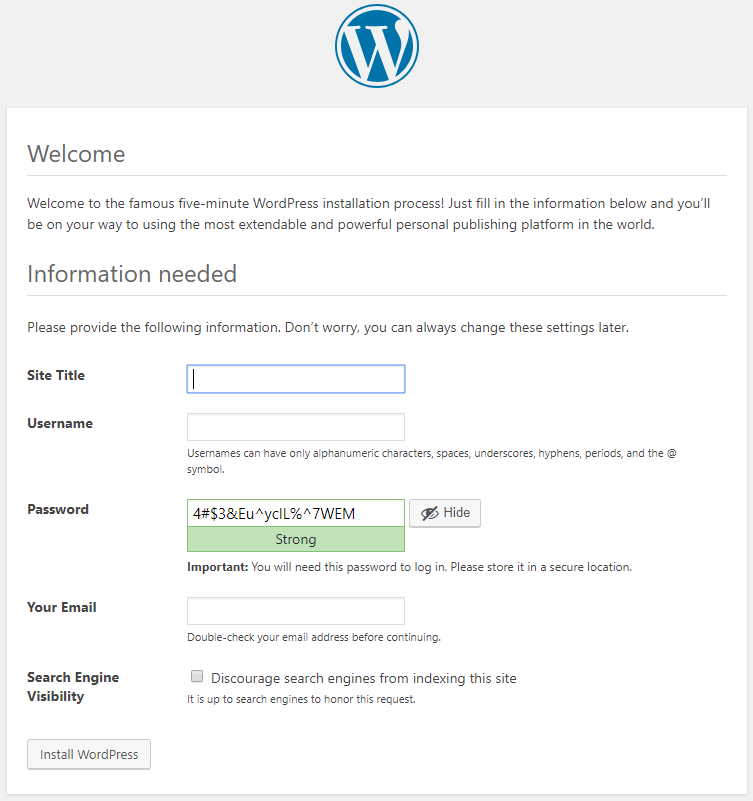 Welcome
Welcome to the famous five-minute WordPress installation process! Just fill in the information below and you’ll
be on your way to using the most extendable and powerful personal publishing platform in the world.
Information needed
Please provide the following information. Don’t worry, you can always change these settings later.
Site Title
Username
Usernames can have only alphanumeric characters, spaces, underscores, hyphens, periods, and the @
symbol.
Password
4#$3&Eu^ycIL%^7WEM
Hide
Strong
Important: You will need this password to log in. Please store it in a secure location.
Your Email
Double-check your email address before continuing.
Search Engine
Visibility
Discourage search engines from indexing this site
It is up to search engines to honor this request.
Install WordPress